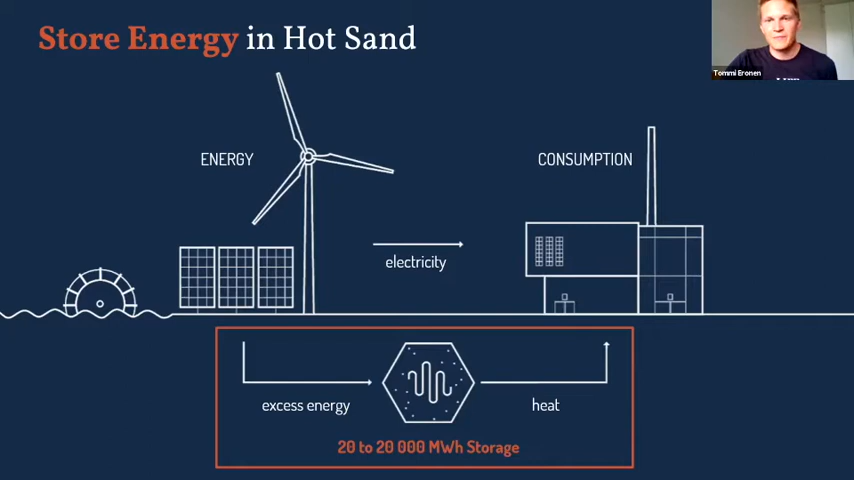 Store Energy in Hot Sand
Tommi Eronen
ENERGY
CONSUMPTION
electricity
excess energy
heat
20 to 20 000 MWh Storage